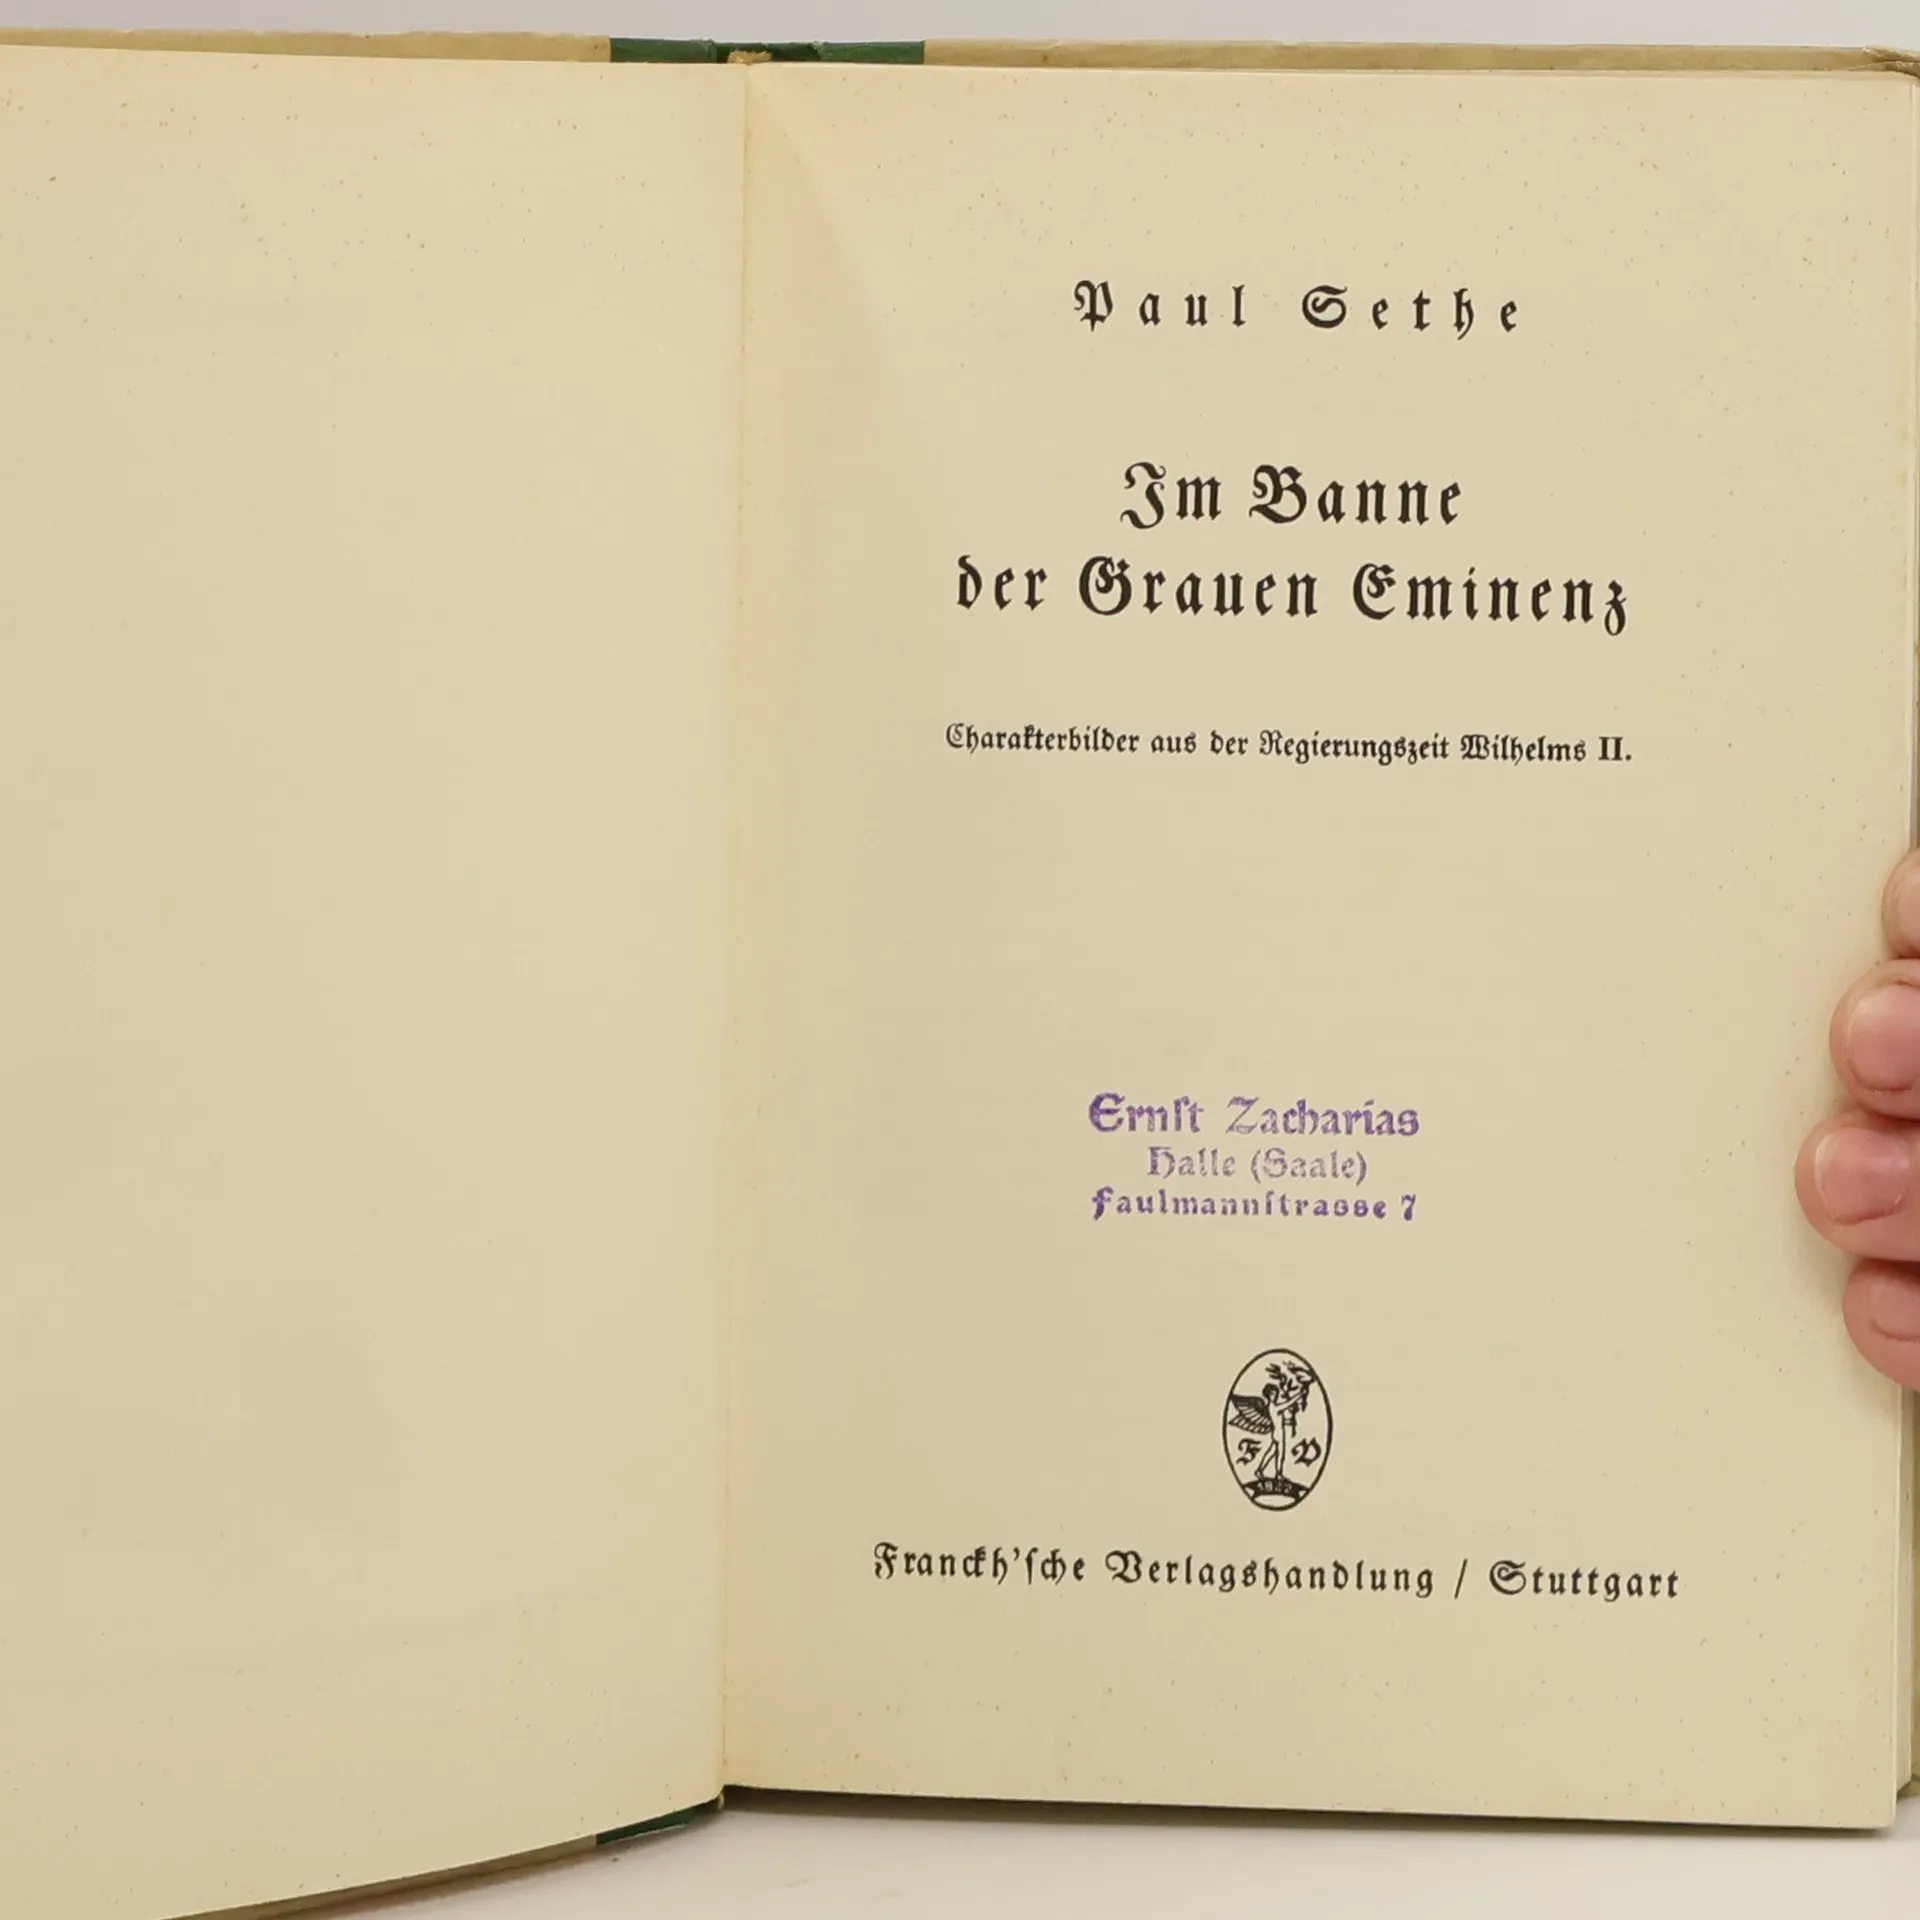 Paul Sethe
Im Banne
der Grauen Eminenz
Charakterbilder aus der Regierungszeit Wilhelms II.
Ernſt Zacharias
Halle (Saale)
Faulmannſtrasse 7
F V
1822
Franckh'ſche Verlagshandlung / Stuttgart